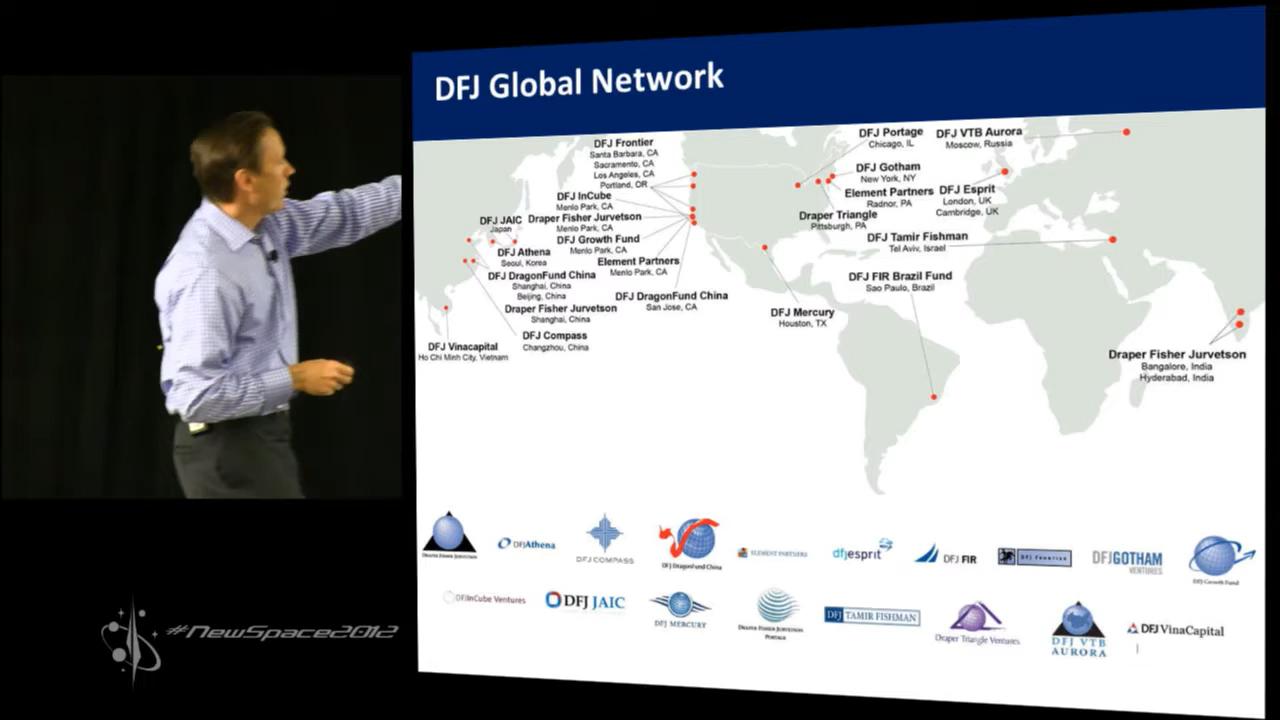 DFJ Global Network
DFJ Frontier
Santa Barbara, CA
Sacramento, CA
Los Angeles, CA
Portland, OR
DFJ InCube
Menlo Park, CA
Draper Fisher Jurvetson
Menlo Park, CA
DFJ Growth Fund
Menlo Park, CA
Element Partners
Menlo Park, CA
DFJ DragonFund China
San Jose, CA
DFJ JAIC
Japan
DFJ Athena
Seoul, Korea
DFJ DragonFund China
Shanghai, China
Beijing, China
Draper Fisher Jurvetson
Shanghai, China
DFJ Compass
Changzhou, China
DFJ Vinacapital
Ho Chi Minh City, Vietnam
DFJ Portage
Chicago, IL
DFJ Gotham
New York, NY
Element Partners
Radnor, PA
Draper Triangle
Pittsburgh, PA
DFJ Mercury
Houston, TX
DFJ VTB Aurora
Moscow, Russia
DFJ Esprit
London, UK
Cambridge, UK
DFJ Tamir Fishman
Tel Aviv, Israel
DFJ FIR Brazil Fund
Sao Paulo, Brazil
Draper Fisher Jurvetson
Bangalore, India
Hyderabad, India
DRAPER FISHER JURVETSON
DFJAthena
DFJ COMPASS
DFJ DragonFund China
ELEMENT PARTNERS
dfjesprit
DFJ FIR
DFJ FRONTIER
DFJGOTHAM
VENTURES
DFJ Growth Fund
DFJInCube Ventures
DFJ JAIC
DFJ MERCURY
DRAPER FISHER JURVETSON
PORTAGE
DFJ TAMIR FISHMAN
Draper Triangle Ventures
DFJ VTB
AURORA
DFJ VinaCapital
#NewSpace2012